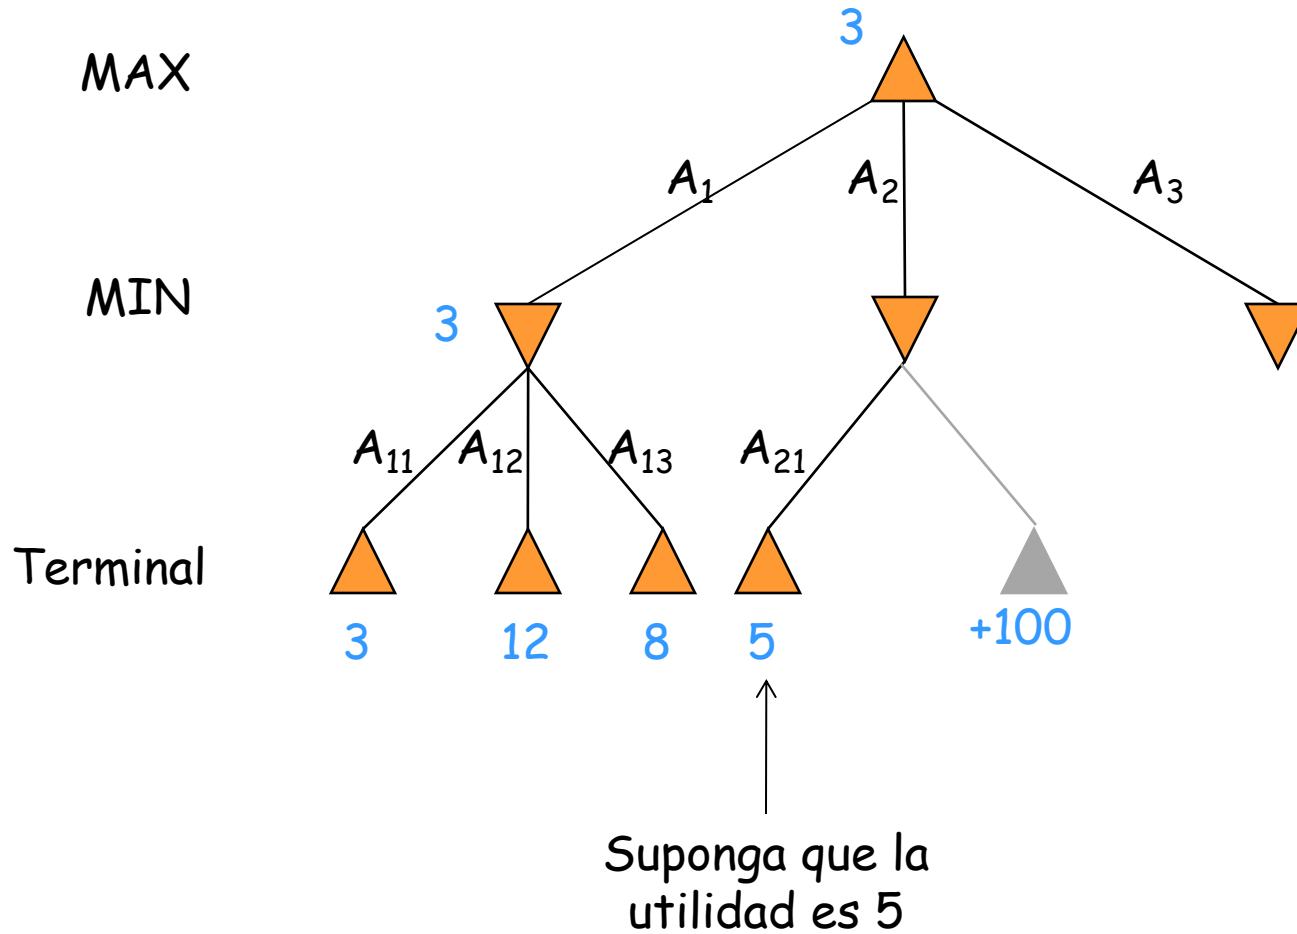 3
MAX
A₁
A₂
A₃
MIN
3
A₁₁
A₁₂
A₁₃
A₂₁
Terminal
3
12
8
5
+100
Suponga que la
utilidad es 5